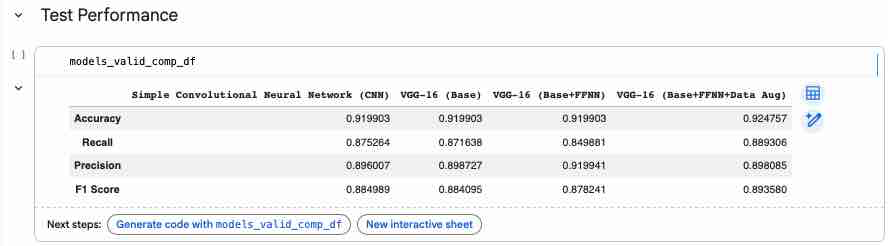 Test Performance
[ ]
models_valid_comp_df
Simple Convolutional Neural Network (CNN) VGG-16 (Base) VGG-16 (Base+FFNN) VGG-16 (Base+FFNN+Data Aug)
Accuracy 0.919903 0.919903 0.919903 0.924757
Recall 0.875264 0.871638 0.849881 0.889306
Precision 0.896007 0.898727 0.919941 0.898085
F1 Score 0.884989 0.884095 0.878241 0.893580
Next steps: Generate code with models_valid_comp_df New interactive sheet